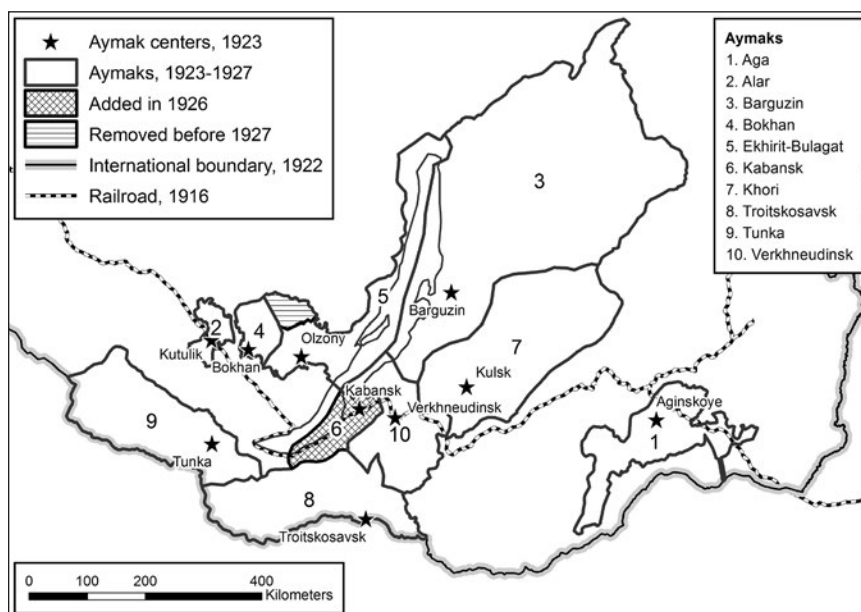 Aymak centers, 1923
Aymaks, 1923-1927
Added in 1926
Removed before 1927
International boundary, 1922
Railroad, 1916
Aymaks
1. Aga
2. Alar
3. Barguzin
4. Bokhan
5. Ekhirit-Bulagat
6. Kabansk
7. Khori
8. Troitskosavsk
9. Tunka
10. Verkhneudinsk
3
5
Barguzin
2
4
Olzony
Kutulik
Bokhan
7
Kulsk
Kabansk
Verkhneudinsk
Aginskoye
9
6
10
1
Tunka
8
Troitskosavsk
0 100 200 400
Kilometers